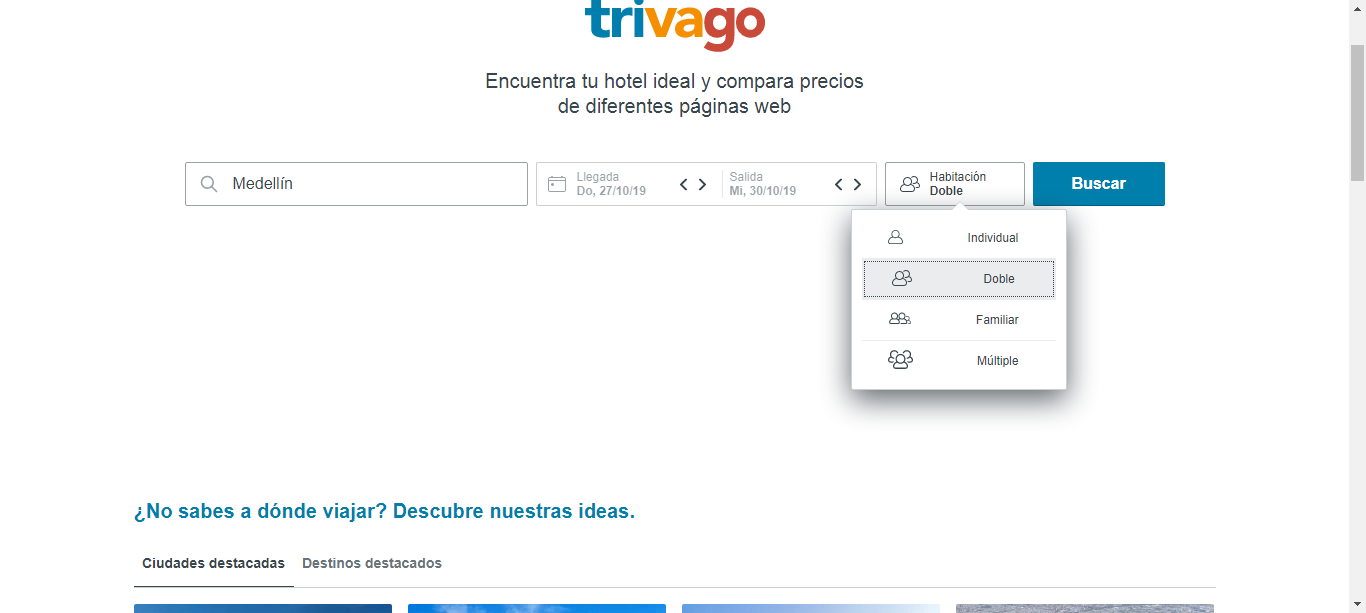 trivago
Encuentra tu hotel ideal y compara precios
de diferentes páginas web
Medellín
Llegada
Do, 27/10/19
Salida
Mi, 30/10/19
Habitación
Doble
Buscar
Individual
Doble
Familiar
Múltiple
¿No sabes a dónde viajar? Descubre nuestras ideas.
Ciudades destacadas
Destinos destacados